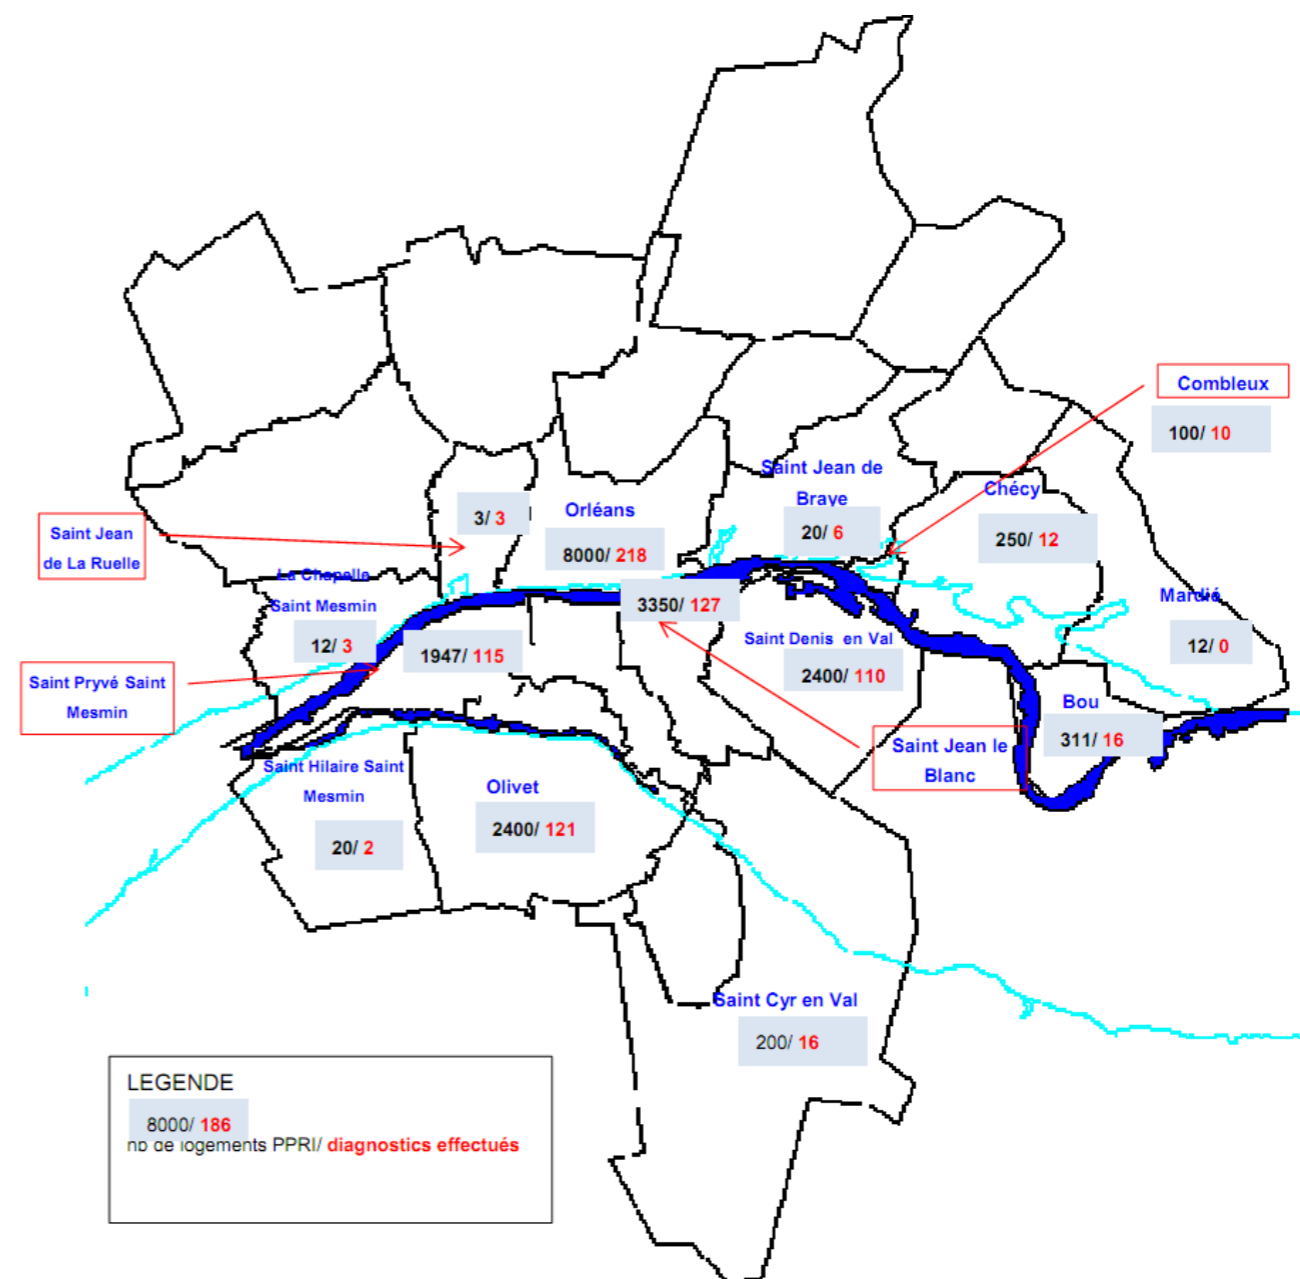 Combleux
100/ 10
Saint Jean de
Braye
20/ 6
Chécy
250/ 12
Orléans
8000/ 218
3/ 3
Saint Jean
de La Ruelle
La Chapelle
Saint Mesmin
12/ 3
Mardié
12/ 0
3350/ 127
Saint Denis en Val
2400/ 110
1947/ 115
Saint Pryvé Saint
Mesmin
Bou
311/ 16
Saint Jean le
Blanc
Saint Hilaire Saint
Mesmin
20/ 2
Olivet
2400/ 121
Saint Cyr en Val
200/ 16
LEGENDE
8000/ 186
nb de logements PPRI/ diagnostics effectués